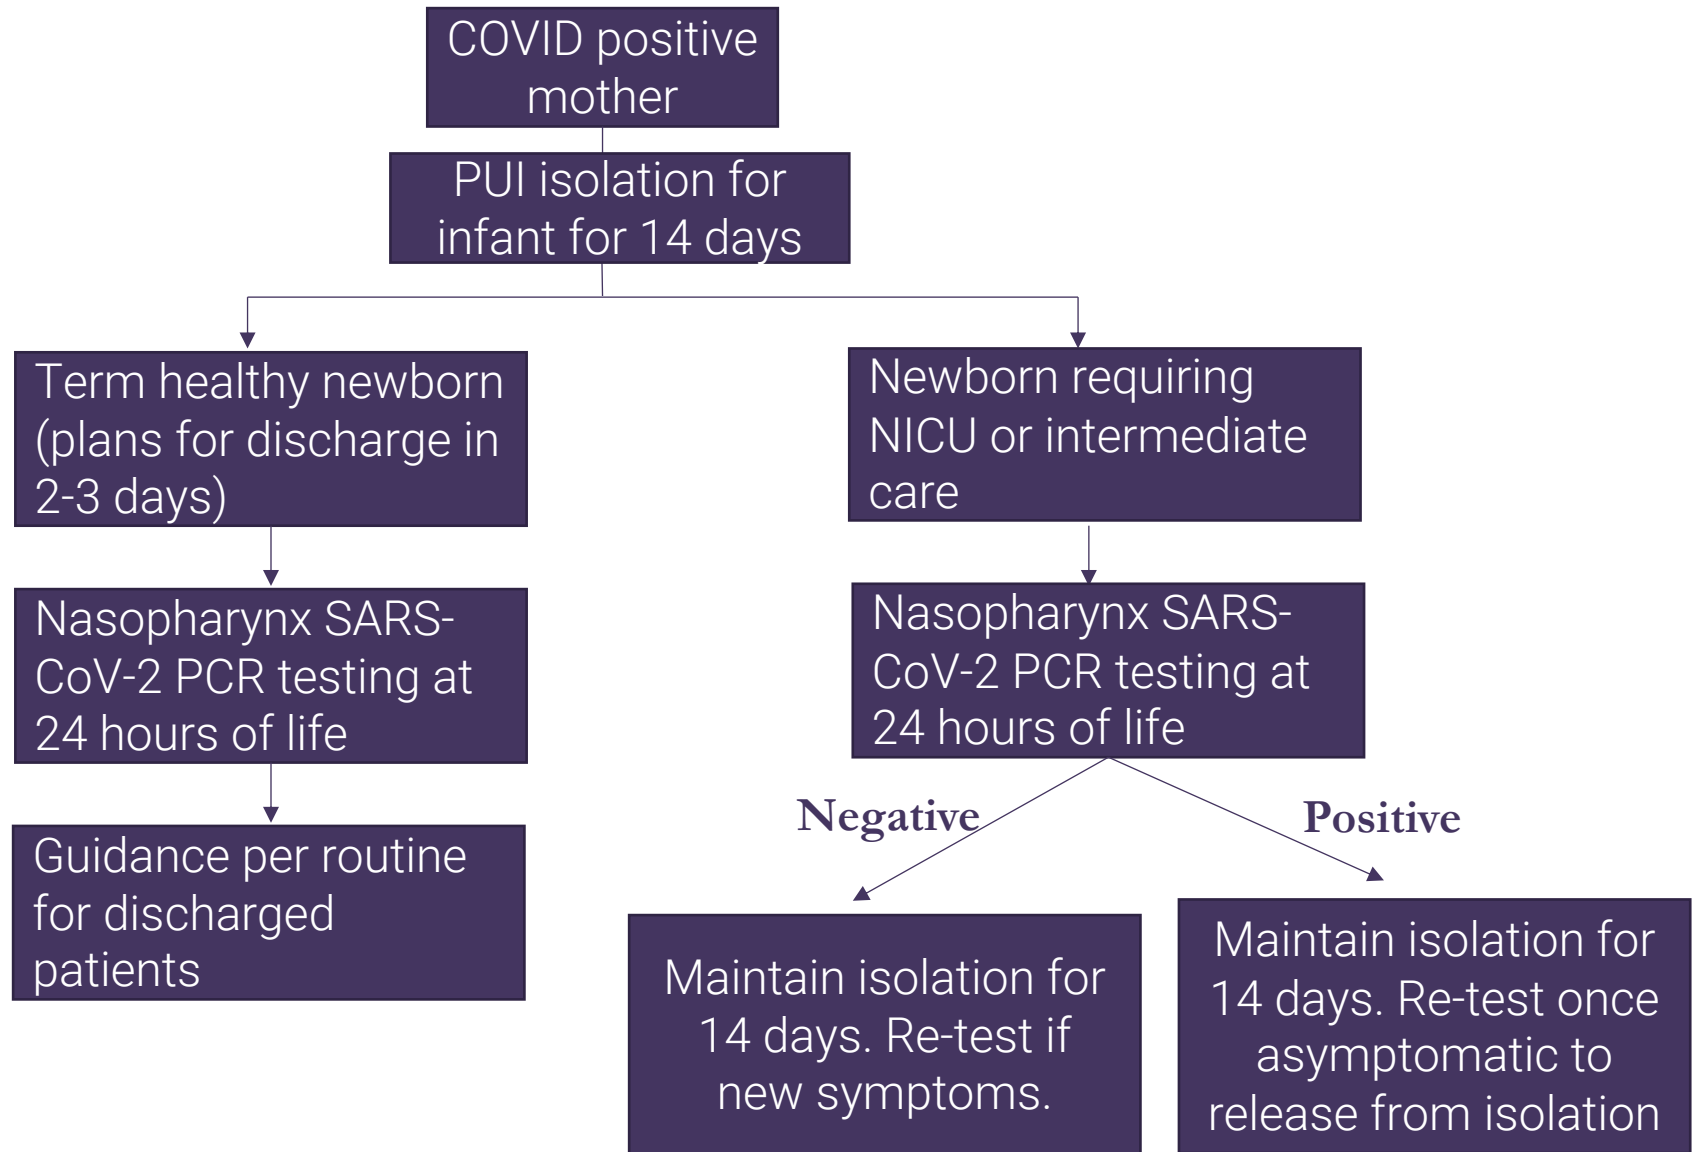 COVID positive
mother
PUI isolation for
infant for 14 days
Term healthy newborn
(plans for discharge in
2-3 days)
Nasopharynx SARS-
CoV-2 PCR testing at
24 hours of life
Guidance per routine
for discharged
patients
Newborn requiring
NICU or intermediate
care
Nasopharynx SARS-
CoV-2 PCR testing at
24 hours of life
Negative
Positive
Maintain isolation for
14 days. Re-test if
new symptoms.
Maintain isolation for
14 days. Re-test once
asymptomatic to
release from isolation